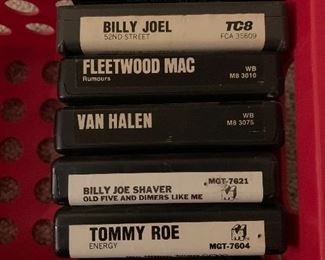 BILLY JOEL TC8
52ND STREET FCA 35609
FLEETWOOD MAC WB
Rumours M8 3010
VAN HALEN WB
M8 3075
BILLY JOE SHAVER MGT-7621
OLD FIVE AND DIMERS LIKE ME
TOMMY ROE
ENERGY MGT-7604